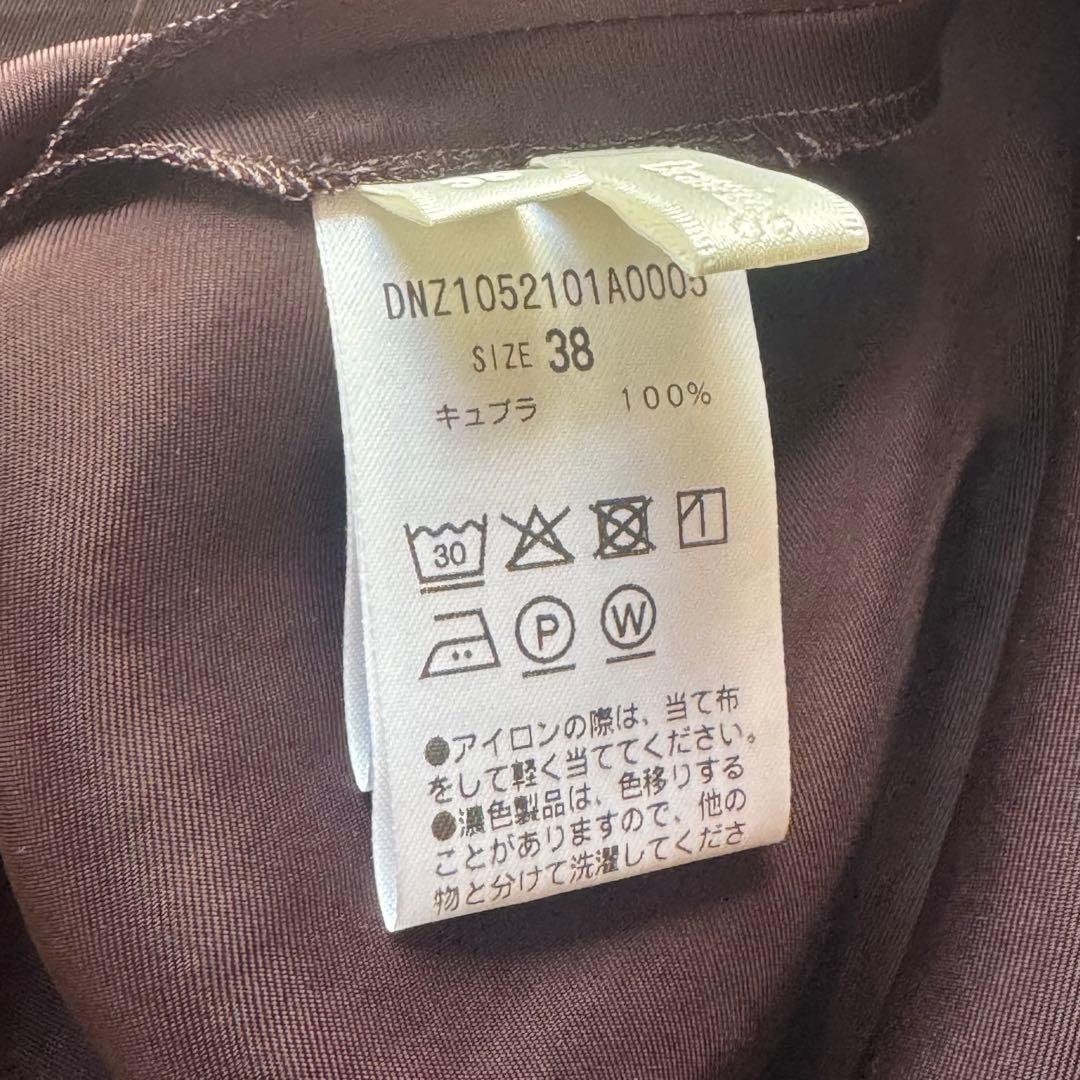 DNZ1052101A0005
SIZE 38
キュプラ 100%
30
P W
●アイロンの際は、当て布
をして軽く当ててください。
●濃色製品は、色移りする
ことがありますので、他の
物と分けて洗濯してくださ